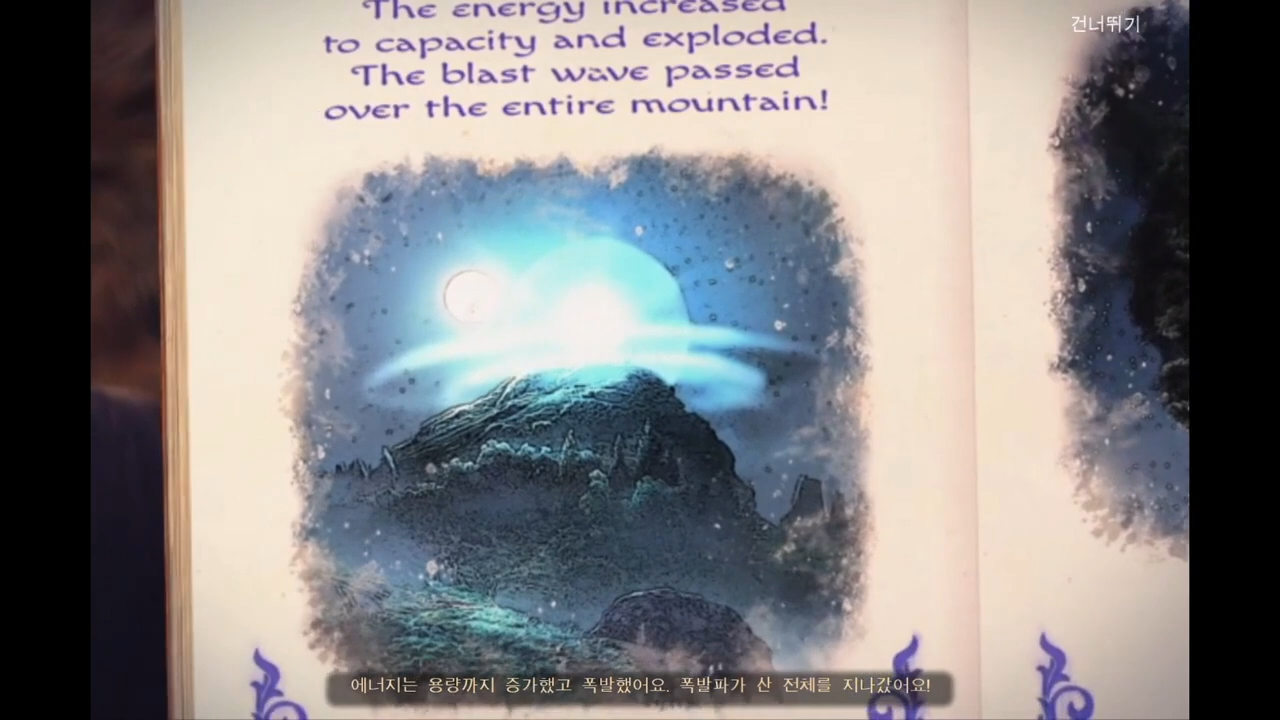 건너뛰기
The energy increased
to capacity and exploded.
The blast wave passed
over the entire mountain!
에너지는 용량까지 증가했고 폭발했어요. 폭발파가 산 전체를 지나갔어요!